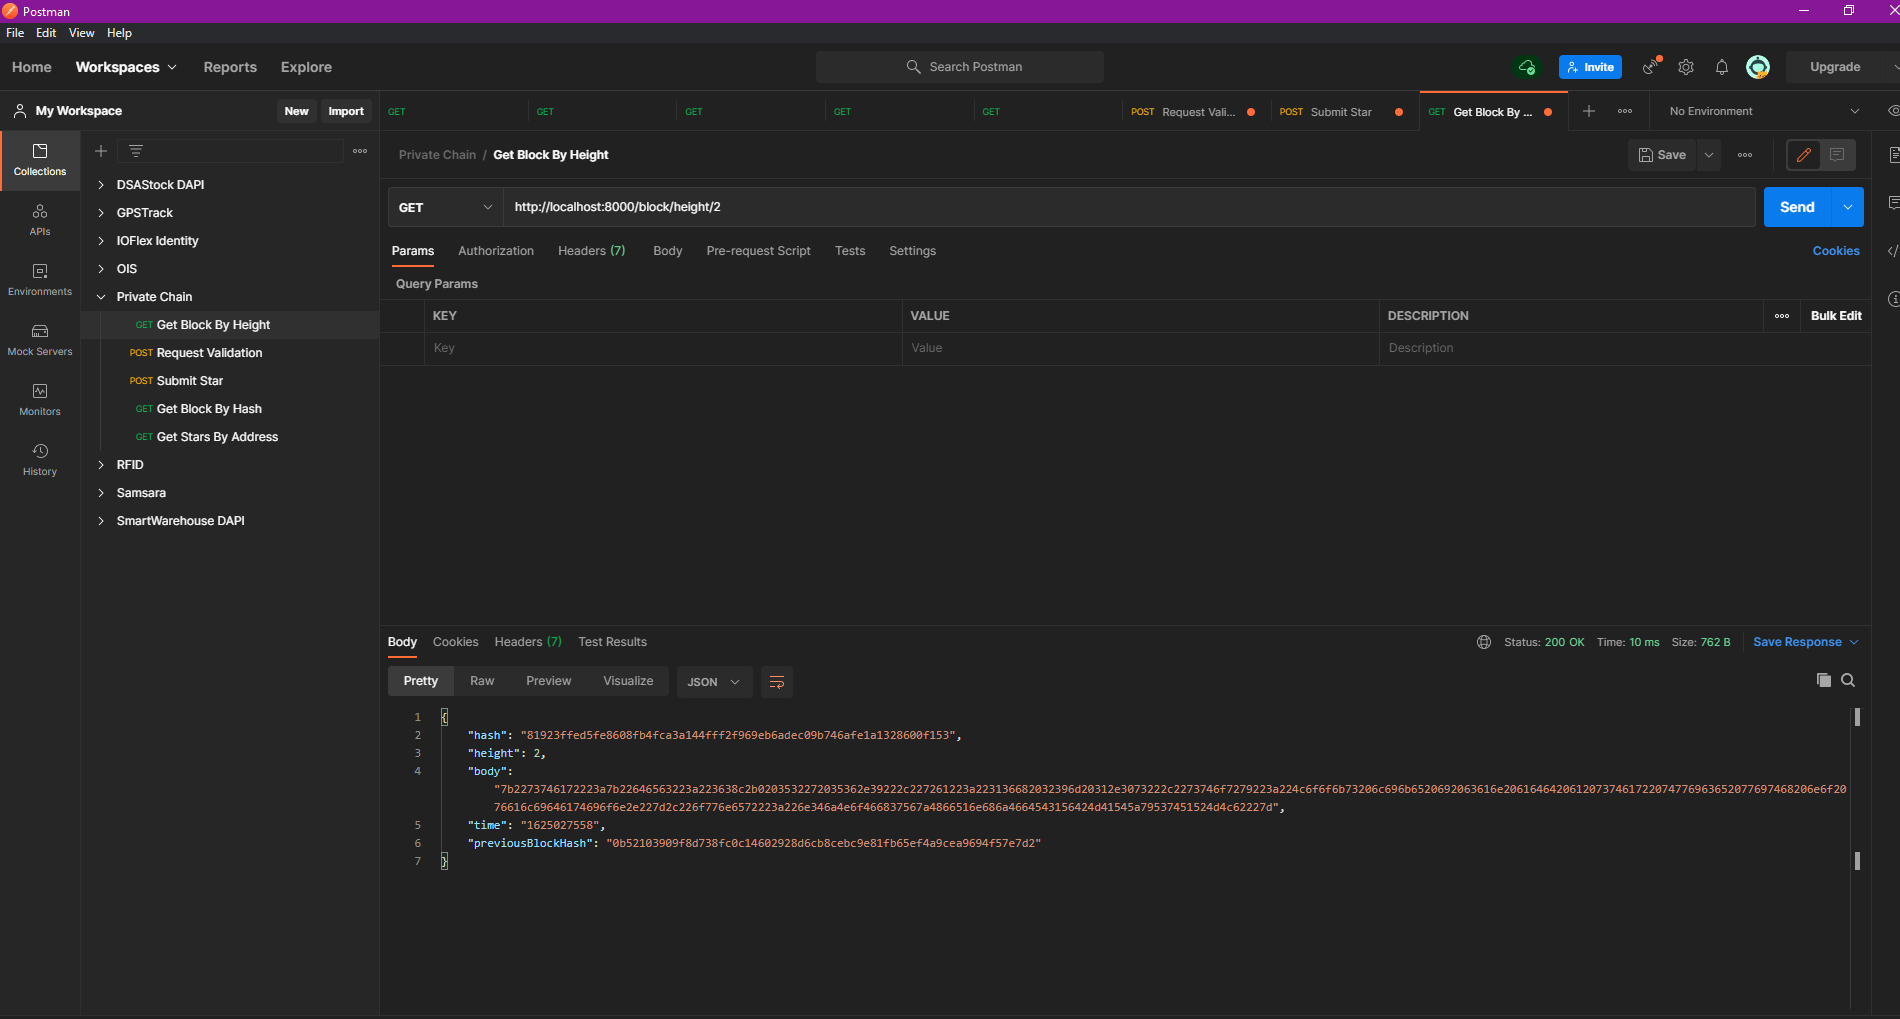 Postman
File Edit View Help
Home Workspaces Reports Explore Search Postman Invite Upgrade
My Workspace New Import GET GET GET GET GET POST Request Vali... POST Submit Star GET Get Block By ... No Environment
Private Chain / Get Block By Height Save
Collections
APIs
Environments
Mock Servers
Monitors
History
DSAStock DAPI
GPSTrack
IOFlex Identity
OIS
Private Chain
GET Get Block By Height
POST Request Validation
POST Submit Star
GET Get Block By Hash
GET Get Stars By Address
RFID
Samsara
SmartWarehouse DAPI
GET http://localhost:8000/block/height/2 Send
Params Authorization Headers (7) Body Pre-request Script Tests Settings Cookies
Query Params
KEY VALUE DESCRIPTION Bulk Edit
Key Value Description
Body Cookies Headers (7) Test Results Status: 200 OK Time: 10 ms Size: 762 B Save Response
Pretty Raw Preview Visualize JSON
1 {
2 "hash": "81923ffed5fe8608fb4fca3a144fff2f969eb6adec09b746afe1a1328600f153",
3 "height": 2,
4 "body":
"7b2273746172223a7b22646563223a223638c2b0203532272035362e39222c227261223a223136682032396d20312e3073222c2273746f7279223a224c6f6f6b73206c696b6520692063616e206164642061207374617220747769636520776974686f7574206e6f20
76616c69646174696f6e2e227d2c226f776e6572223a226e346a4e6f466837567a4866516e686a4664543156424d41545a79537451524d4c62227d",
5 "time": "1625027558",
6 "previousBlockHash": "0b52103909f8d738fc0c14602928d6cb8cebc9e81fb65ef4a9cea9694f57e7d2"
7 }